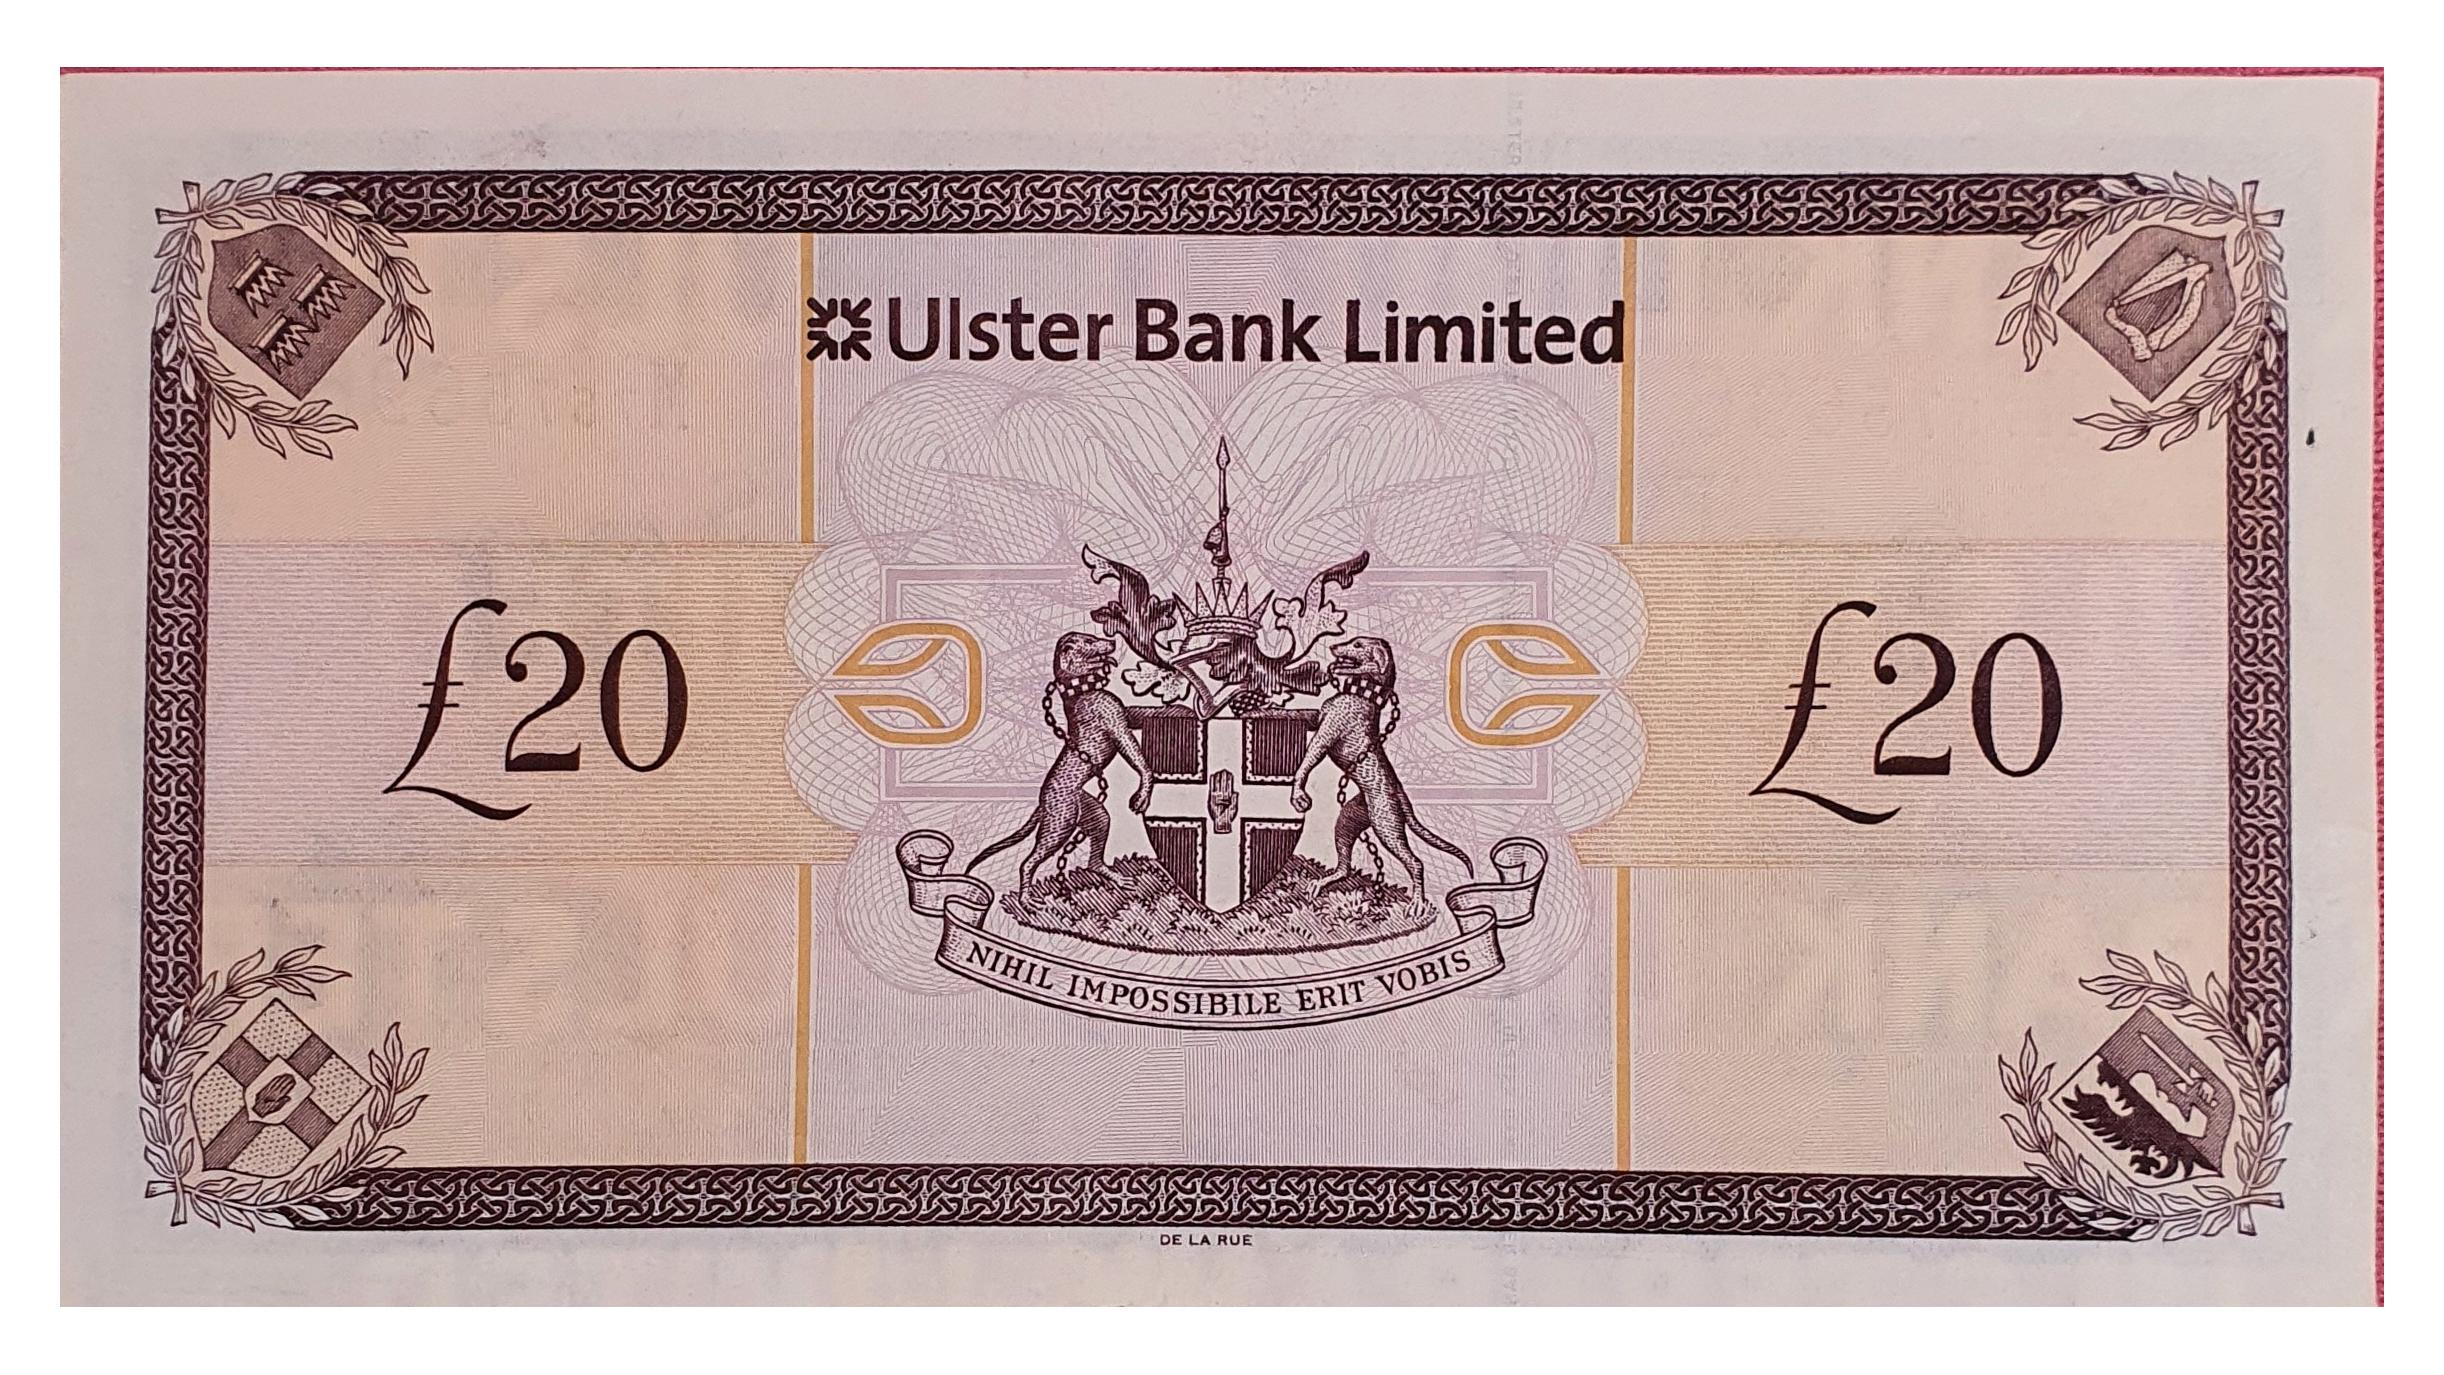 Ulster Bank Limited
£20
£20
NIHIL IMPOSSIBILE ERIT VOBIS
DE LA RUE